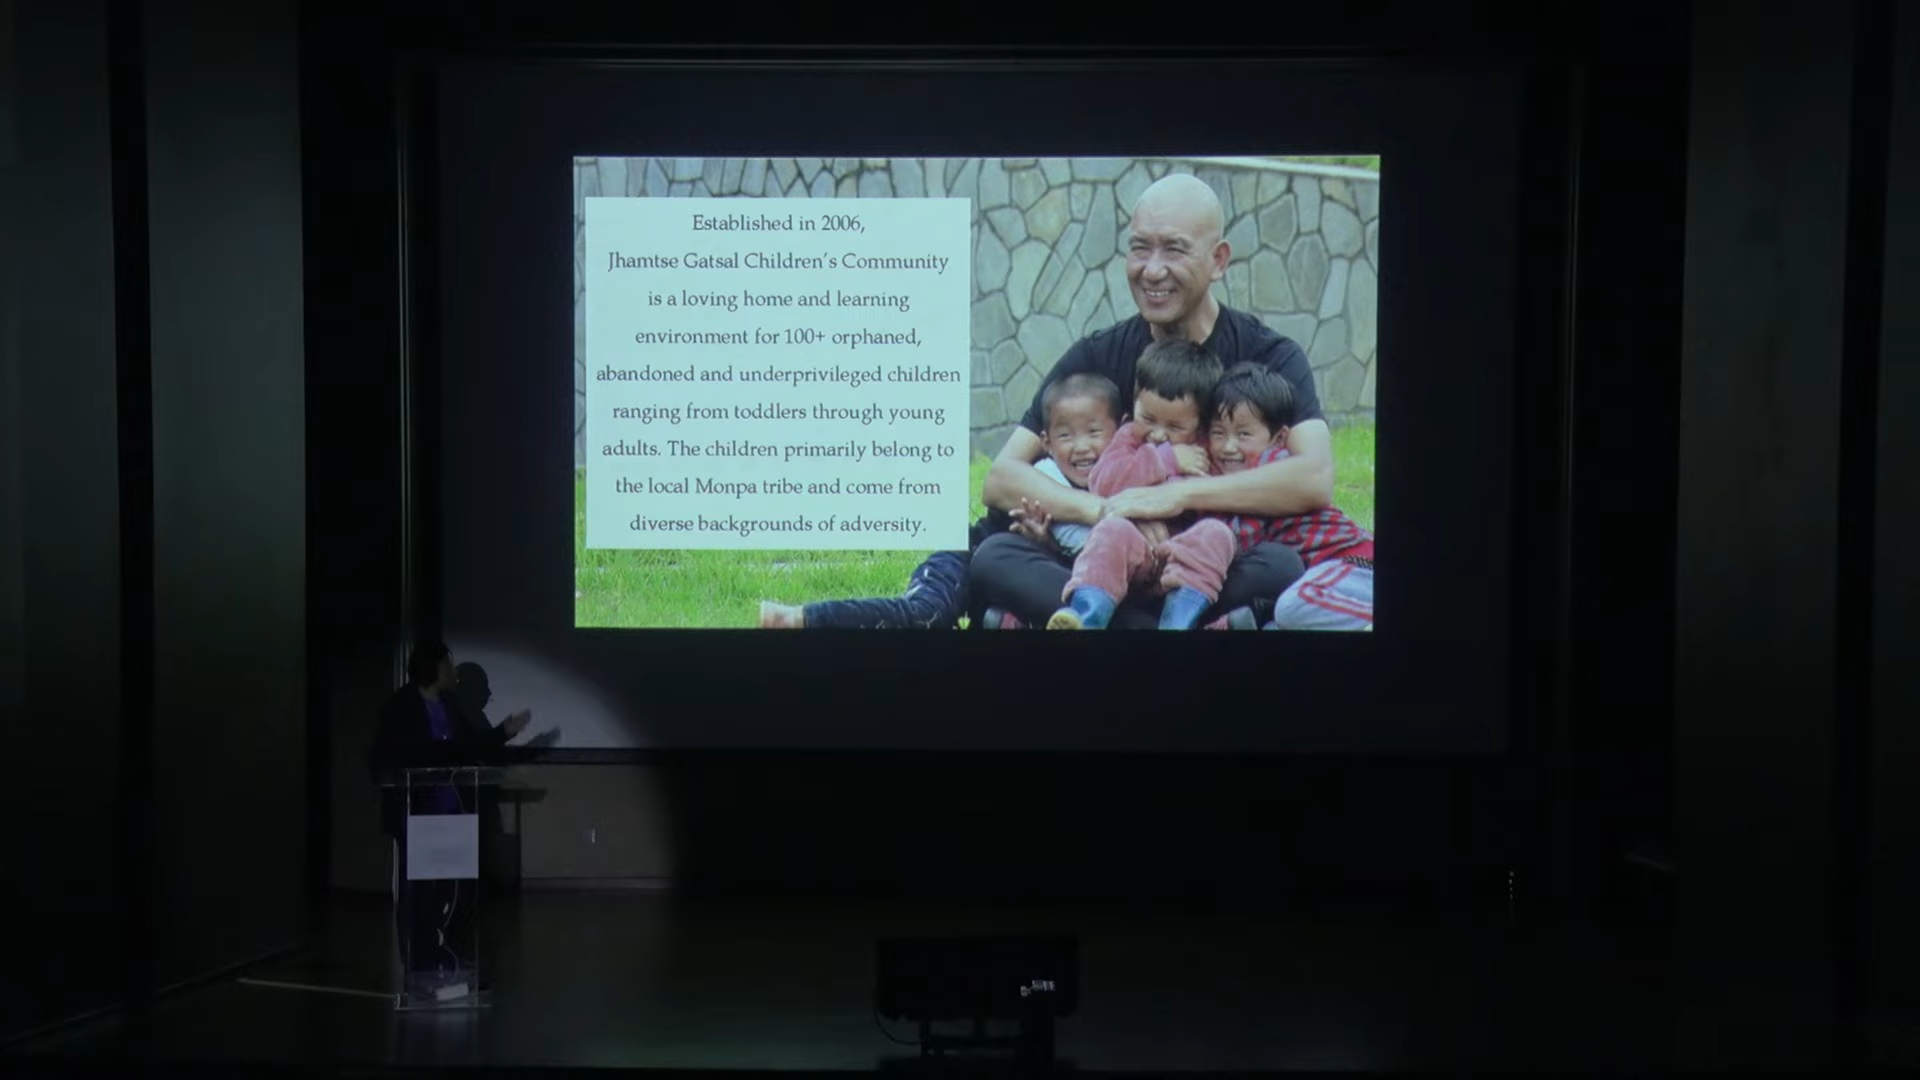 Established in 2006,
Jhamtse Gatsal Children's Community
is a loving home and learning
environment for 100+ orphaned,
abandoned and underprivileged children
ranging from toddlers through young
adults. The children primarily belong to
the local Monpa tribe and come from
diverse backgrounds of adversity.